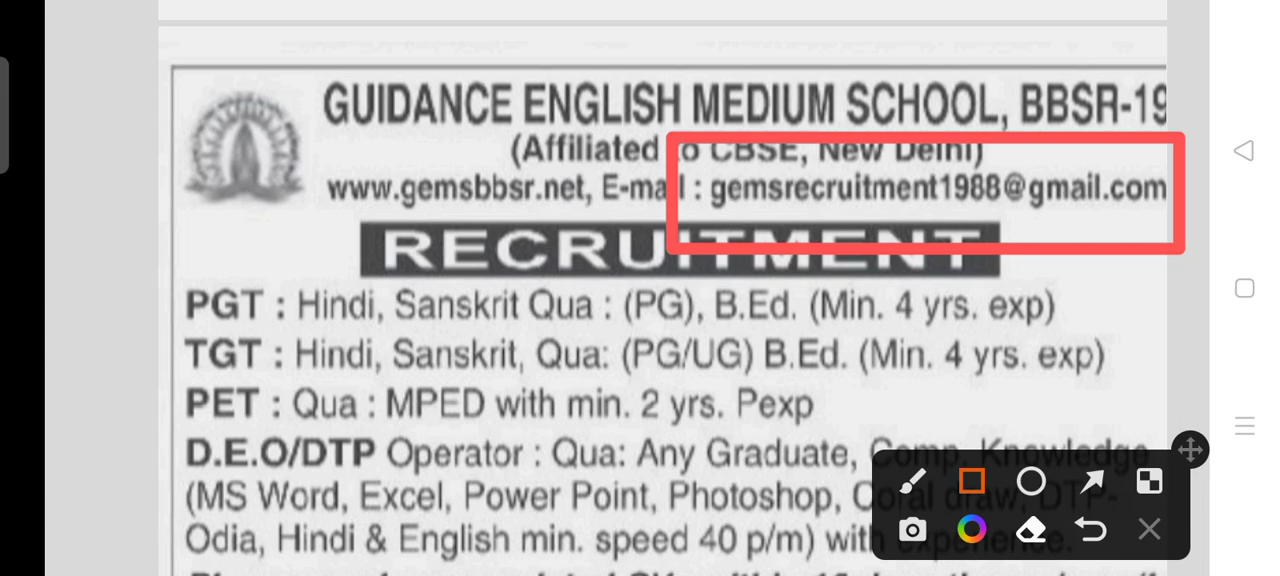 GUIDANCE ENGLISH MEDIUM SCHOOL, BBSR-19
(Affiliated to CBSE, New Delhi)
www.gemsbbsr.net, E-mail : gemsrecruitment1988@gmail.com
RECRUITMENT
PGT : Hindi, Sanskrit Qua : (PG), B.Ed. (Min. 4 yrs. exp)
TGT : Hindi, Sanskrit, Qua: (PG/UG) B.Ed. (Min. 4 yrs. exp)
PET : Qua : MPED with min. 2 yrs. Pexp
D.E.O/DTP Operator : Qua: Any Graduate, Comp. Knowledge
(MS Word, Excel, Power Point, Photoshop, Coral draw, DTP-
Odia, Hindi & English min. speed 40 p/m) with experience.